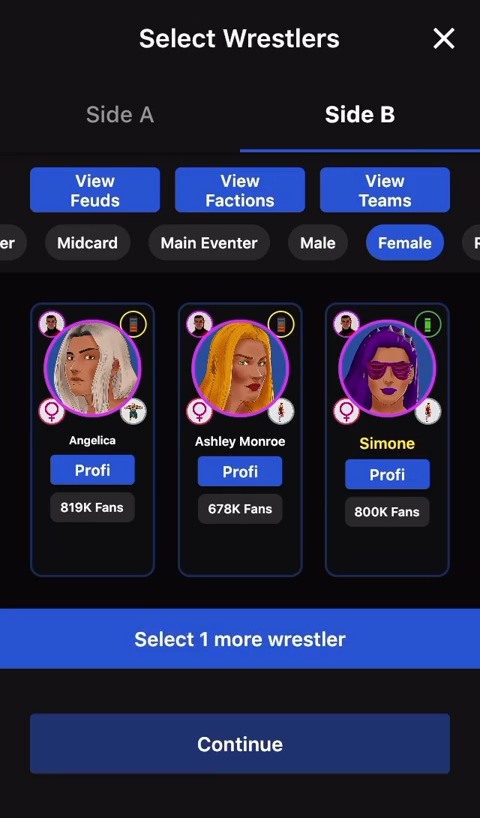 Select Wrestlers
Side A
Side B
View
Feuds
View
Factions
View
Teams
er
Midcard
Main Eventer
Male
Female
Angelica
Profi
819K Fans
Ashley Monroe
Profi
678K Fans
Simone
Profi
800K Fans
Select 1 more wrestler
Continue